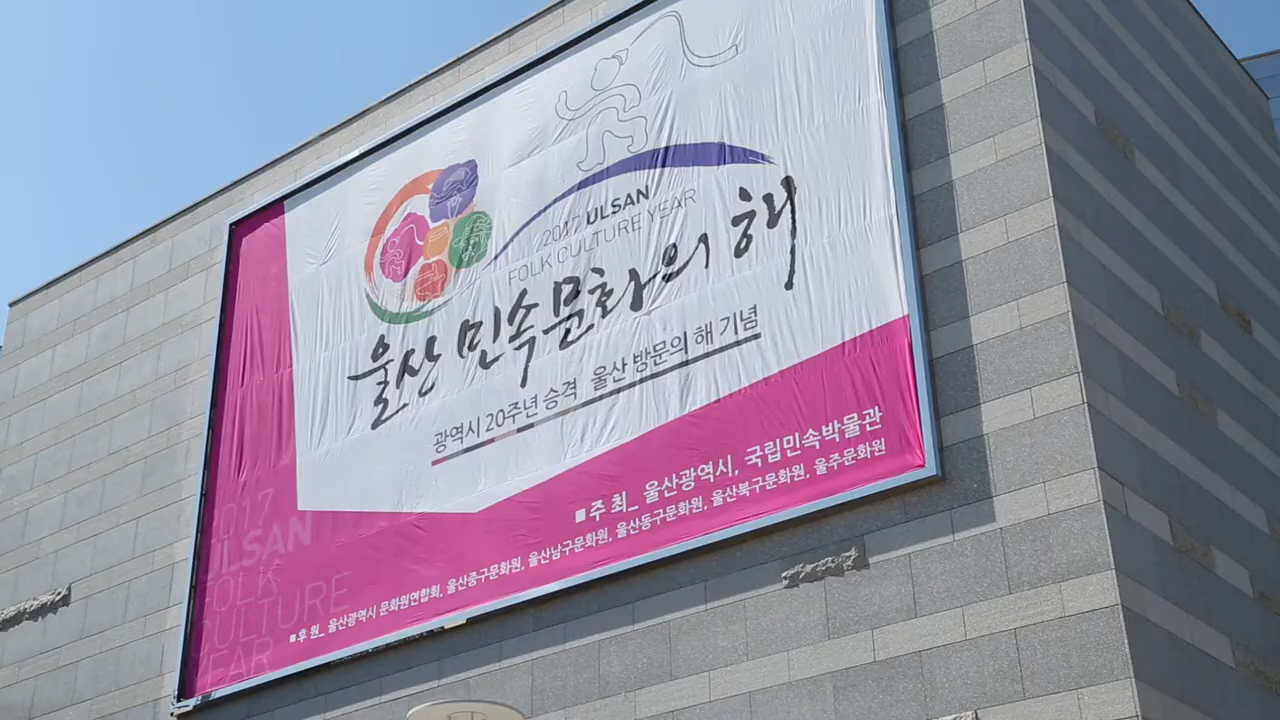 2017 ULSAN
FOLK CULTURE YEAR
울산 민속문화의 해
광역시 20주년 승격 울산 방문의 해 기념
■주 최_ 울산광역시, 국립민속박물관
■후 원_ 울산광역시 문화원연합회, 울산중구문화원, 울산남구문화원, 울산동구문화원, 울산북구문화원, 울주문화원
2017
ULSAN
FOLK
CULTURE
YEAR